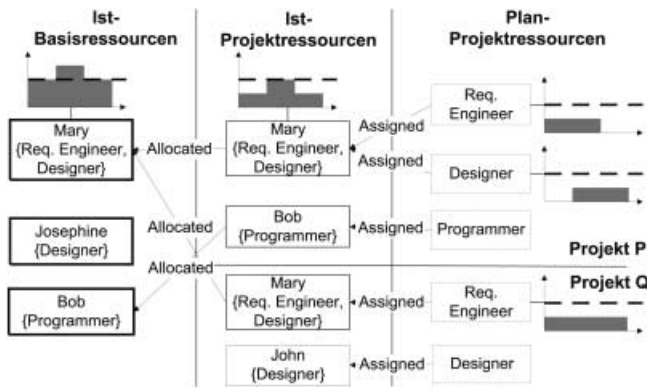 Ist-
Basisressourcen
Ist-
Projektressourcen
Plan-
Projektressourcen
Mary
{Req. Engineer,
Designer}
Allocated
Mary
{Req. Engineer,
Designer}
Assigned
Assigned
Req.
Engineer
Designer
Josephine
{Designer}
Allocated
Bob
{Programmer}
Assigned
Programmer
Projekt P
Allocated
Projekt Q
Bob
{Programmer}
Mary
{Req. Engineer,
Designer}
Assigned
Req.
Engineer
John
{Designer}
Assigned
Designer